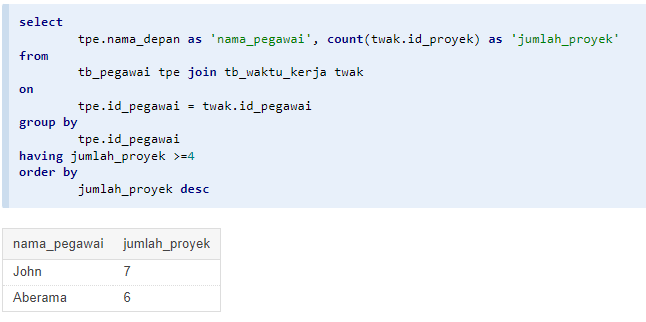 select
tpe.nama_depan as 'nama_pegawai', count(twak.id_proyek) as 'jumlah_proyek'
from
tb_pegawai tpe join tb_waktu_kerja twak
on
tpe.id_pegawai = twak.id_pegawai
group by
tpe.id_pegawai
having jumlah_proyek >=4
order by
jumlah_proyek desc
nama_pegawai jumlah_proyek
John 7
Aberama 6